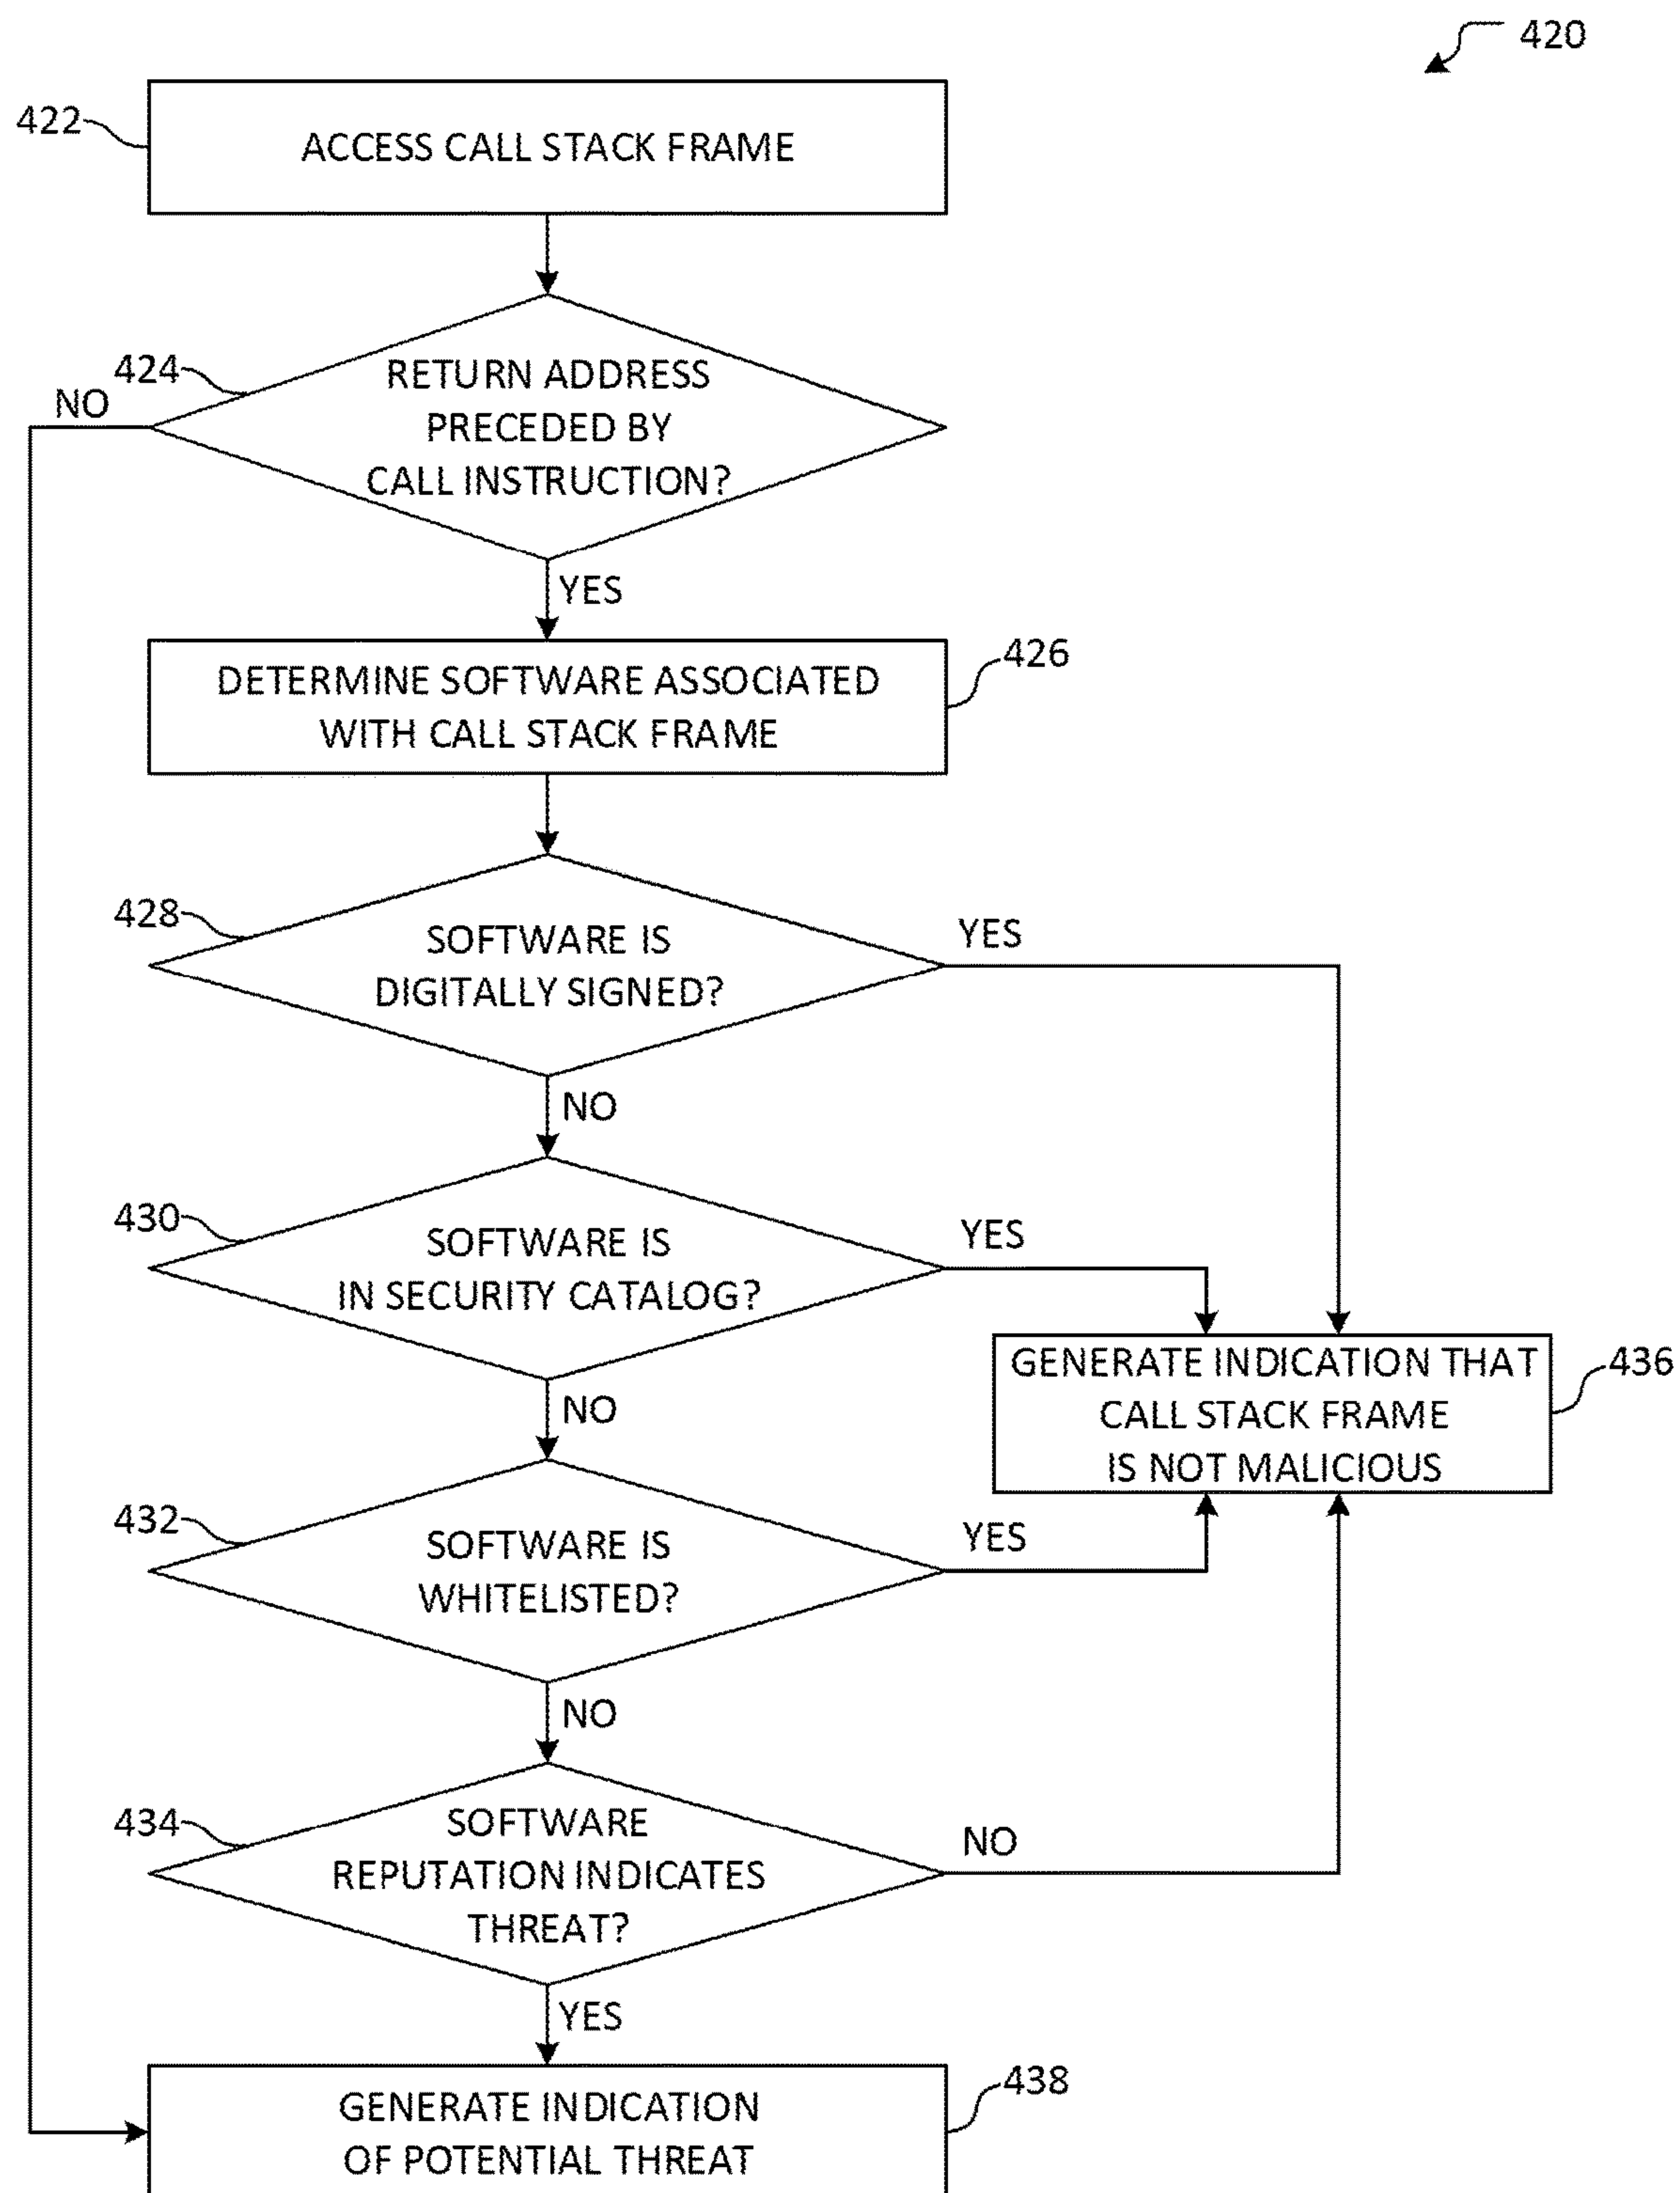 420
422
ACCESS CALL STACK FRAME
424
NO
RETURN ADDRESS
PRECEDED BY
CALL INSTRUCTION?
YES
DETERMINE SOFTWARE ASSOCIATED
WITH CALL STACK FRAME
426
428
SOFTWARE IS
DIGITALLY SIGNED?
YES
NO
430
SOFTWARE IS
IN SECURITY CATALOG?
YES
NO
GENERATE INDICATION THAT
CALL STACK FRAME
IS NOT MALICIOUS
436
432
SOFTWARE IS
WHITELISTED?
YES
NO
434
SOFTWARE
REPUTATION INDICATES
THREAT?
NO
YES
GENERATE INDICATION
OF POTENTIAL THREAT
438